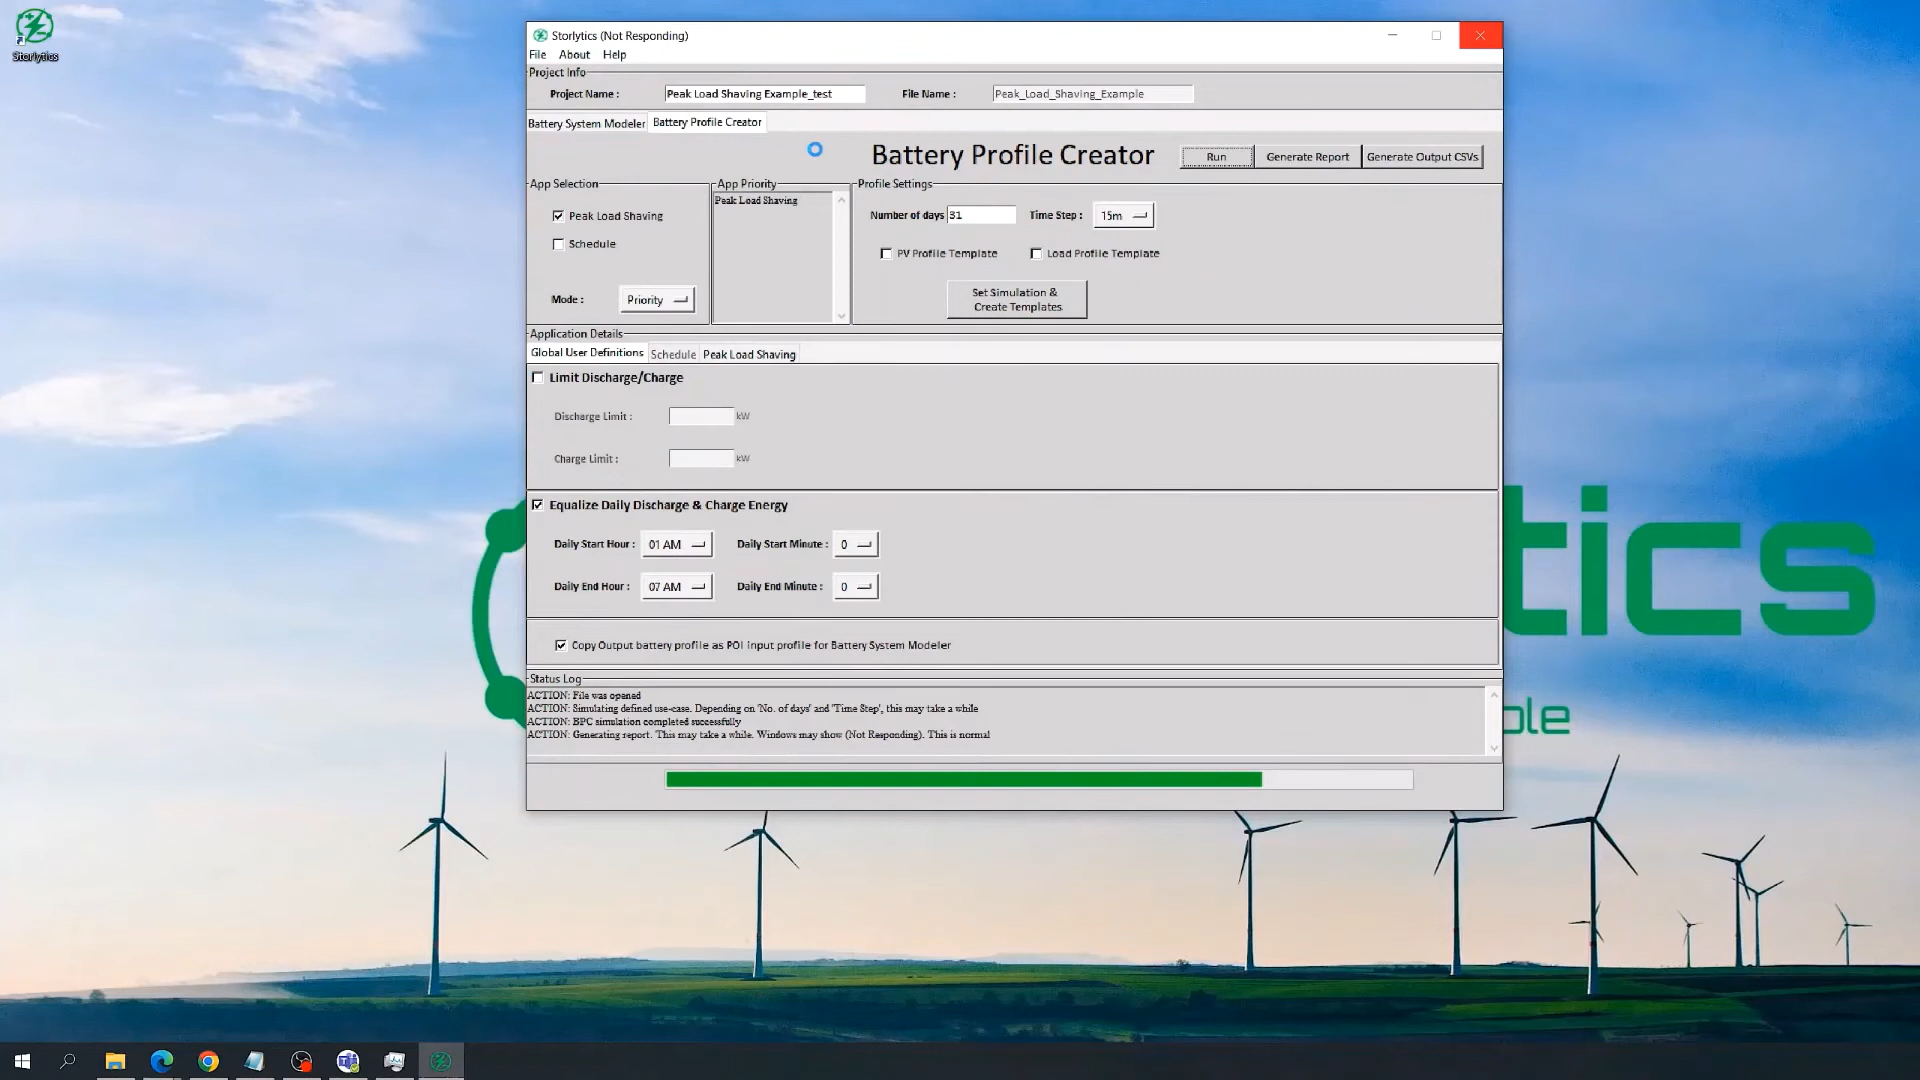 Storlytics
Storlytics (Not Responding)
File About Help
Project Info
Project Name : Peak Load Shaving Example_test File Name : Peak_Load_Shaving_Example
Battery System Modeler Battery Profile Creator
Battery Profile Creator Run Generate Report Generate Output CSVs
App Selection App Priority Profile Settings
Peak Load Shaving
Peak Load Shaving
Schedule
Mode : Priority
Number of days 31 Time Step : 15m
PV Profile Template Load Profile Template
Set Simulation &
Create Templates
Application Details
Global User Definitions Schedule Peak Load Shaving
Limit Discharge/Charge
Discharge Limit : kW
Charge Limit : kW
Equalize Daily Discharge & Charge Energy
Daily Start Hour : 01 AM Daily Start Minute : 0
Daily End Hour : 07 AM Daily End Minute : 0
Copy Output battery profile as POI input profile for Battery System Modeler
Status Log
ACTION: File was opened
ACTION: Simulating defined use-case. Depending on 'No. of days' and 'Time Step', this may take a while
ACTION: BPC simulation completed successfully
ACTION: Generating report. This may take a while. Windows may show (Not Responding). This is normal
tics
ple